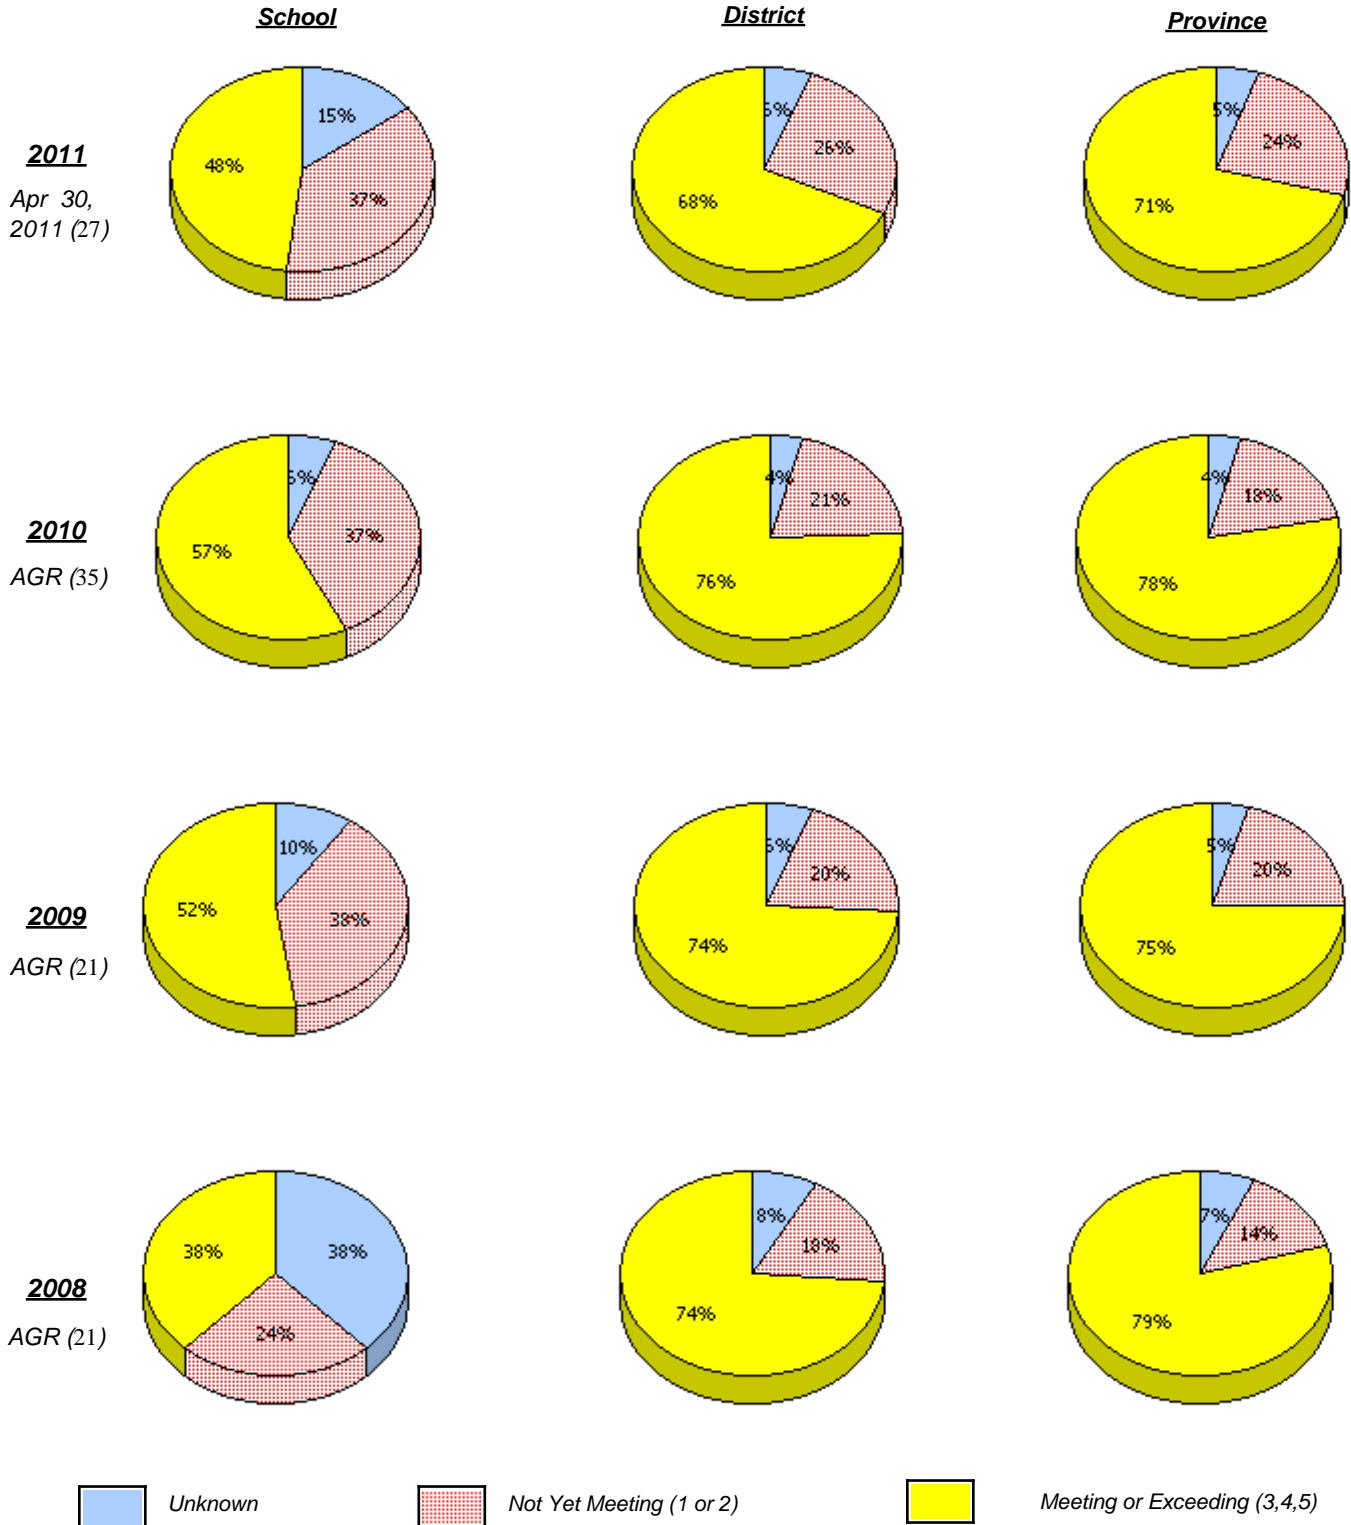 School District Province
15% 6% 5%
2011 48% 37% 26% 68% 24% 71%
Apr 30,
2011 (27)
6% 4% 4%
2010 57% 37% 21% 76% 18% 78%
AGR (35)
10% 6% 5%
2009 52% 38% 20% 74% 20% 75%
AGR (21)
38% 38% 8% 18% 7% 14%
2008 24% 74% 79%
AGR (21)
Unknown Not Yet Meeting (1 or 2) Meeting or Exceeding (3,4,5)